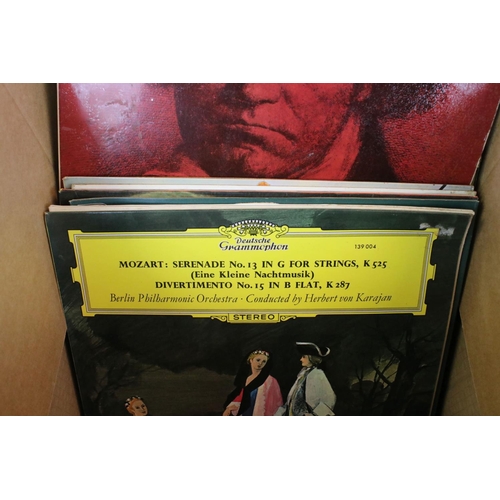 Deutsche
Grammophon
139 004
MOZART: SERENADE No. 13 IN G FOR STRINGS, K 525
(Eine Kleine Nachtmusik)
DIVERTIMENTO No. 15 IN B FLAT, K 287
Berlin Philharmonic Orchestra · Conducted by Herbert von Karajan
STEREO